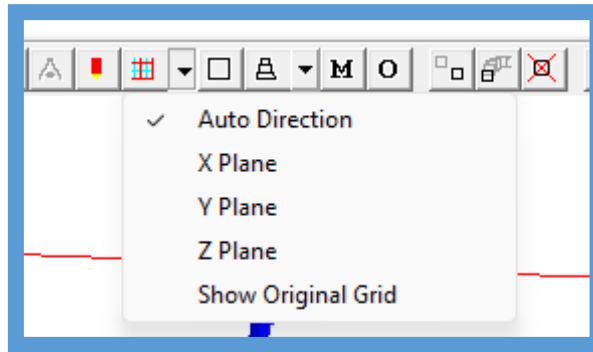 M O
Auto Direction
X Plane
Y Plane
Z Plane
Show Original Grid